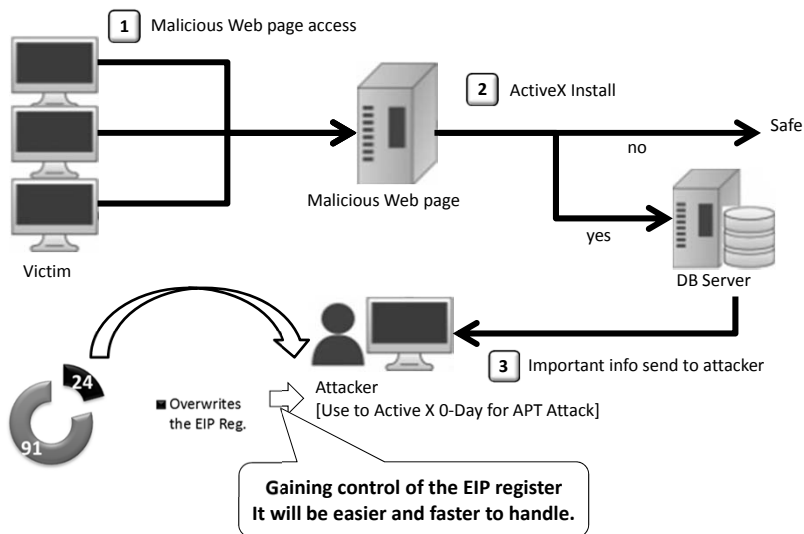 1 Malicious Web page access
2 ActiveX Install
Safe
no
Malicious Web page
yes
Victim
DB Server
3 Important info send to attacker
24
91
Overwrites
the EIP Reg.
Attacker
[Use to Active X 0-Day for APT Attack]
Gaining control of the EIP register
It will be easier and faster to handle.